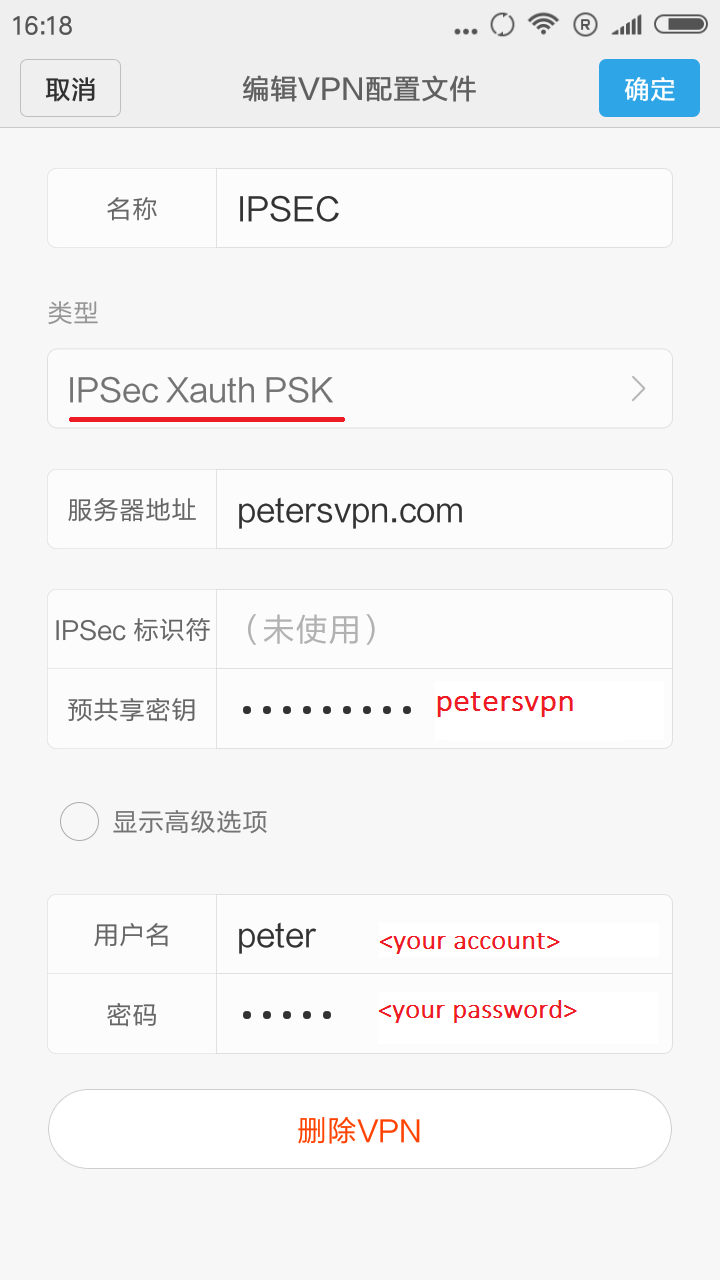 16:18
取消 编辑VPN配置文件 确定
名称 IPSEC
类型
IPSec Xauth PSK
服务器地址 petersvpn.com
IPSec 标识符 （未使用）
预共享密钥 ••••••••• petersvpn
显示高级选项
用户名 peter <your account>
密码 ••••• <your password>
删除VPN